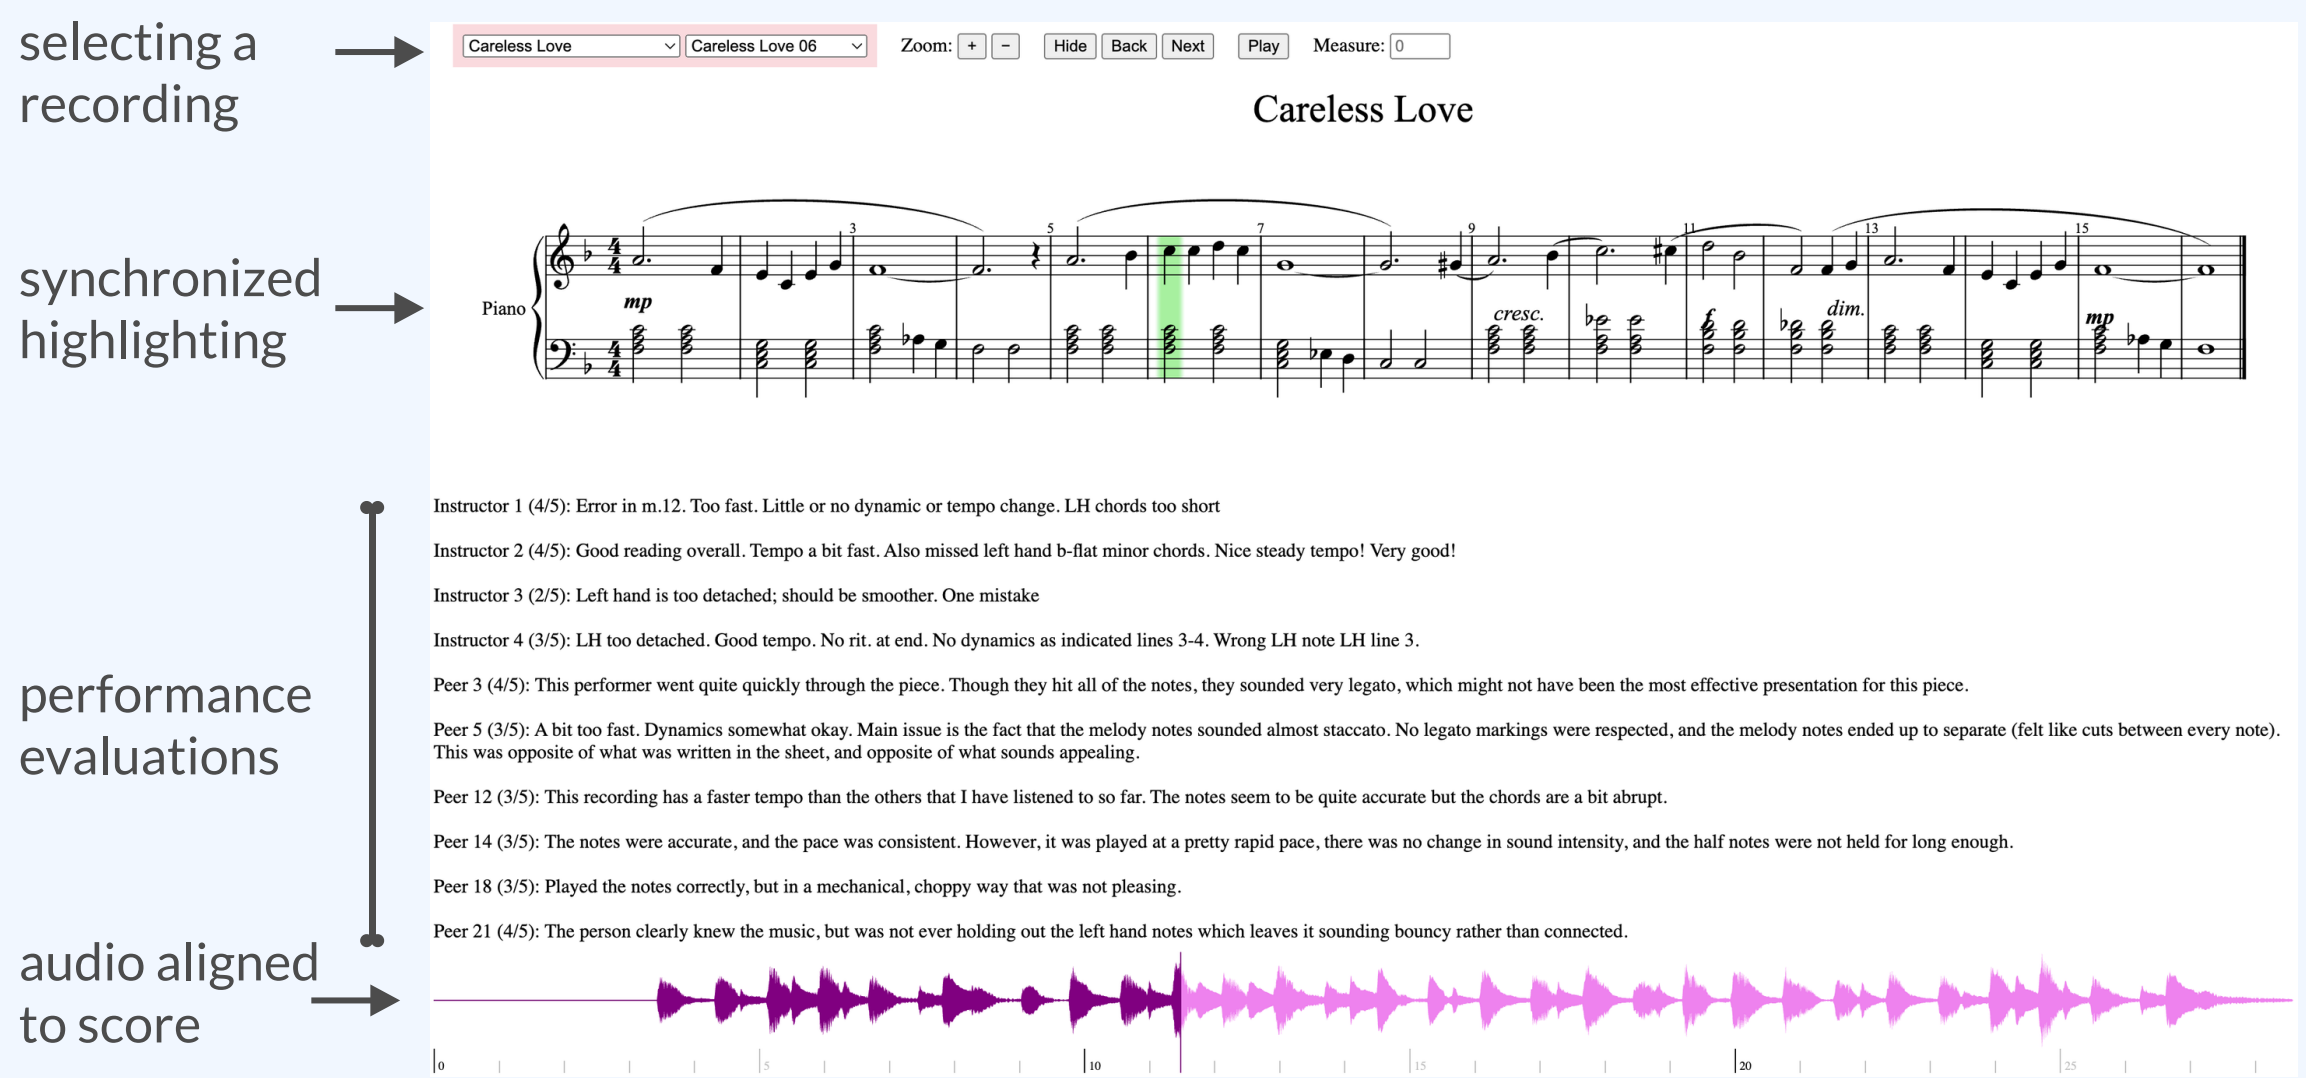 selecting a
recording
Careless Love Careless Love 06 Zoom: + − Hide Back Next Play Measure: 0
Careless Love
synchronized
highlighting
3 5 7 9 11 13 15
Piano
4 4
mp cresc. f dim. mp
4 4
performance
evaluations
Instructor 1 (4/5): Error in m.12. Too fast. Little or no dynamic or tempo change. LH chords too short
Instructor 2 (4/5): Good reading overall. Tempo a bit fast. Also missed left hand b-flat minor chords. Nice steady tempo! Very good!
Instructor 3 (2/5): Left hand is too detached; should be smoother. One mistake
Instructor 4 (3/5): LH too detached. Good tempo. No rit. at end. No dynamics as indicated lines 3-4. Wrong LH note LH line 3.
Peer 3 (4/5): This performer went quite quickly through the piece. Though they hit all of the notes, they sounded very legato, which might not have been the most effective presentation for this piece.
Peer 5 (3/5): A bit too fast. Dynamics somewhat okay. Main issue is the fact that the melody notes sounded almost staccato. No legato markings were respected, and the melody notes ended up to separate (felt like cuts between every note).
This was opposite of what was written in the sheet, and opposite of what sounds appealing.
Peer 12 (3/5): This recording has a faster tempo than the others that I have listened to so far. The notes seem to be quite accurate but the chords are a bit abrupt.
Peer 14 (3/5): The notes were accurate, and the pace was consistent. However, it was played at a pretty rapid pace, there was no change in sound intensity, and the half notes were not held for long enough.
Peer 18 (3/5): Played the notes correctly, but in a mechanical, choppy way that was not pleasing.
Peer 21 (4/5): The person clearly knew the music, but was not ever holding out the left hand notes which leaves it sounding bouncy rather than connected.
audio aligned
to score
0 5 10 15 20 25